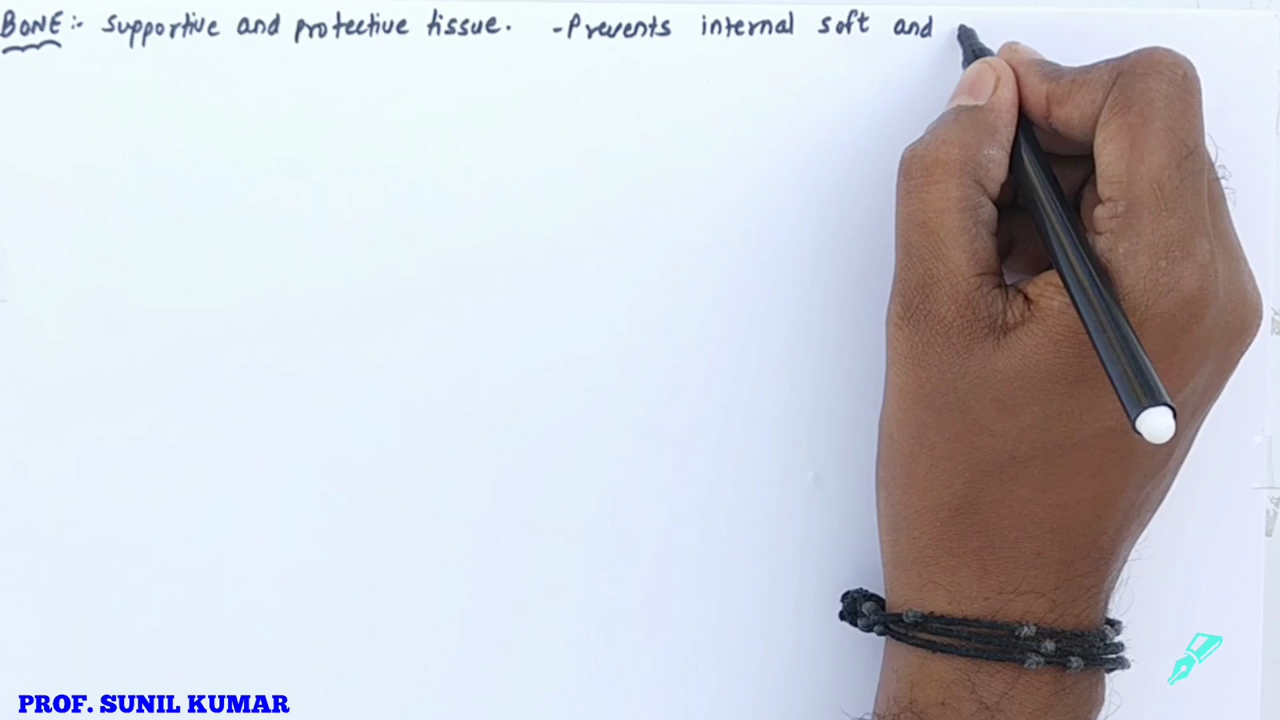 BONE :- Supportive and protective tissue. - Prevents internal soft and
PROF. SUNIL KUMAR